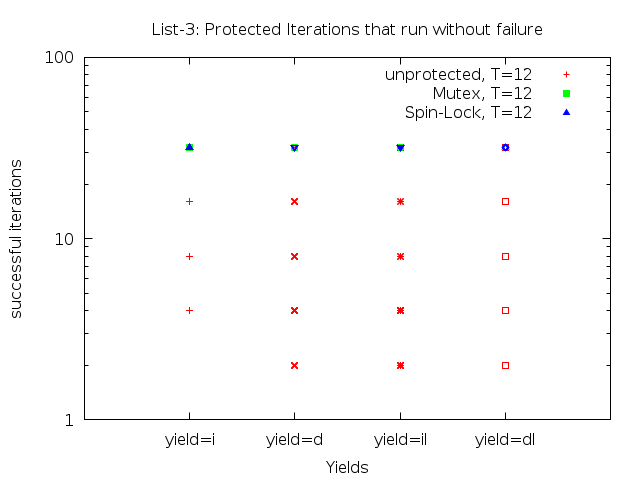 List-3: Protected Iterations that run without failure
100
unprotected, T=12
Mutex, T=12
Spin-Lock, T=12
successful iterations
10
1
yield=i yield=d yield=il yield=dl
Yields